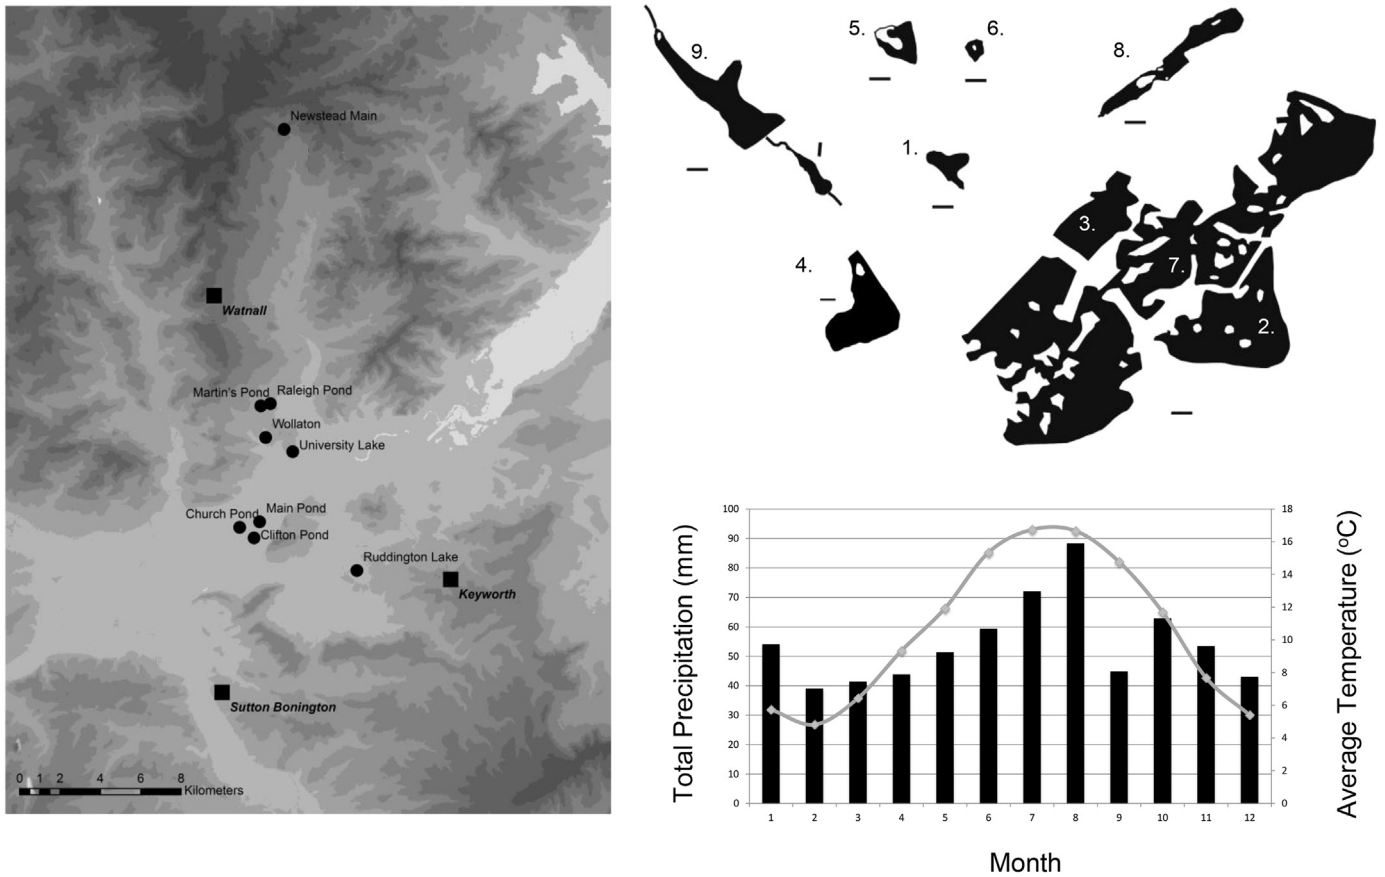 Newstead Main
Watnall
Martin's Pond
Raleigh Pond
Wollaton
University Lake
Church Pond
Main Pond
Clifton Pond
Ruddington Lake
Keyworth
Sutton Bonington
0 1 2 4 6 8
Kilometers
9.
5.
6.
8.
1.
3.
4.
7.
2.
Total Precipitation (mm)
100
90
80
70
60
50
40
30
20
10
0
18
16
14
12
10
8
6
4
2
0
Average Temperature (ºC)
1 2 3 4 5 6 7 8 9 10 11 12
Month